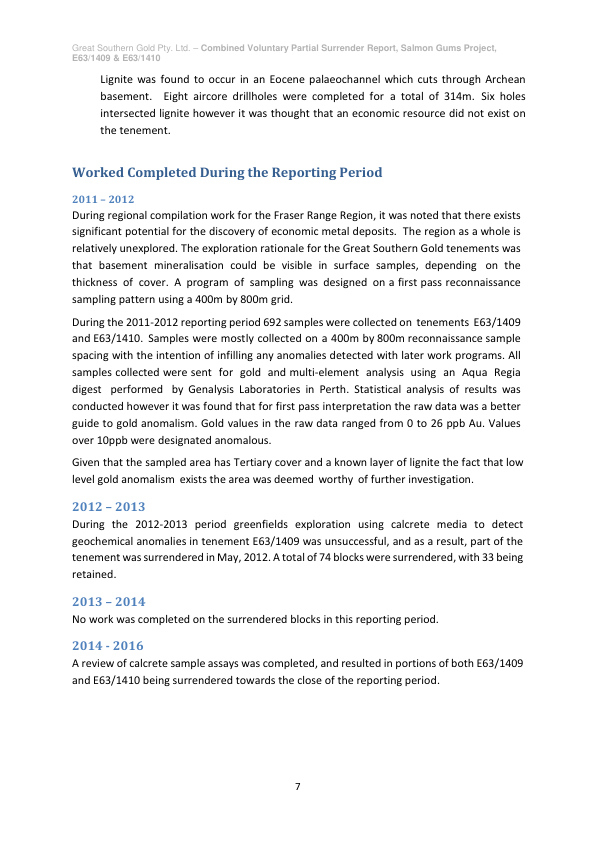 Great Southern Gold Pty. Ltd. – Combined Voluntary Partial Surrender Report, Salmon Gums Project,
E63/1409 & E63/1410
Lignite was found to occur in an Eocene palaeochannel which cuts through Archean
basement. Eight aircore drillholes were completed for a total of 314m. Six holes
intersected lignite however it was thought that an economic resource did not exist on
the tenement.
Worked Completed During the Reporting Period
2011 – 2012
During regional compilation work for the Fraser Range Region, it was noted that there exists
significant potential for the discovery of economic metal deposits. The region as a whole is
relatively unexplored. The exploration rationale for the Great Southern Gold tenements was
that basement mineralisation could be visible in surface samples, depending on the
thickness of cover. A program of sampling was designed on a first pass reconnaissance
sampling pattern using a 400m by 800m grid.
During the 2011-2012 reporting period 692 samples were collected on tenements E63/1409
and E63/1410. Samples were mostly collected on a 400m by 800m reconnaissance sample
spacing with the intention of infilling any anomalies detected with later work programs. All
samples collected were sent for gold and multi-element analysis using an Aqua Regia
digest performed by Genalysis Laboratories in Perth. Statistical analysis of results was
conducted however it was found that for first pass interpretation the raw data was a better
guide to gold anomalism. Gold values in the raw data ranged from 0 to 26 ppb Au. Values
over 10ppb were designated anomalous.
Given that the sampled area has Tertiary cover and a known layer of lignite the fact that low
level gold anomalism exists the area was deemed worthy of further investigation.
2012 – 2013
During the 2012-2013 period greenfields exploration using calcrete media to detect
geochemical anomalies in tenement E63/1409 was unsuccessful, and as a result, part of the
tenement was surrendered in May, 2012. A total of 74 blocks were surrendered, with 33 being
retained.
2013 – 2014
No work was completed on the surrendered blocks in this reporting period.
2014 - 2016
A review of calcrete sample assays was completed, and resulted in portions of both E63/1409
and E63/1410 being surrendered towards the close of the reporting period.
7